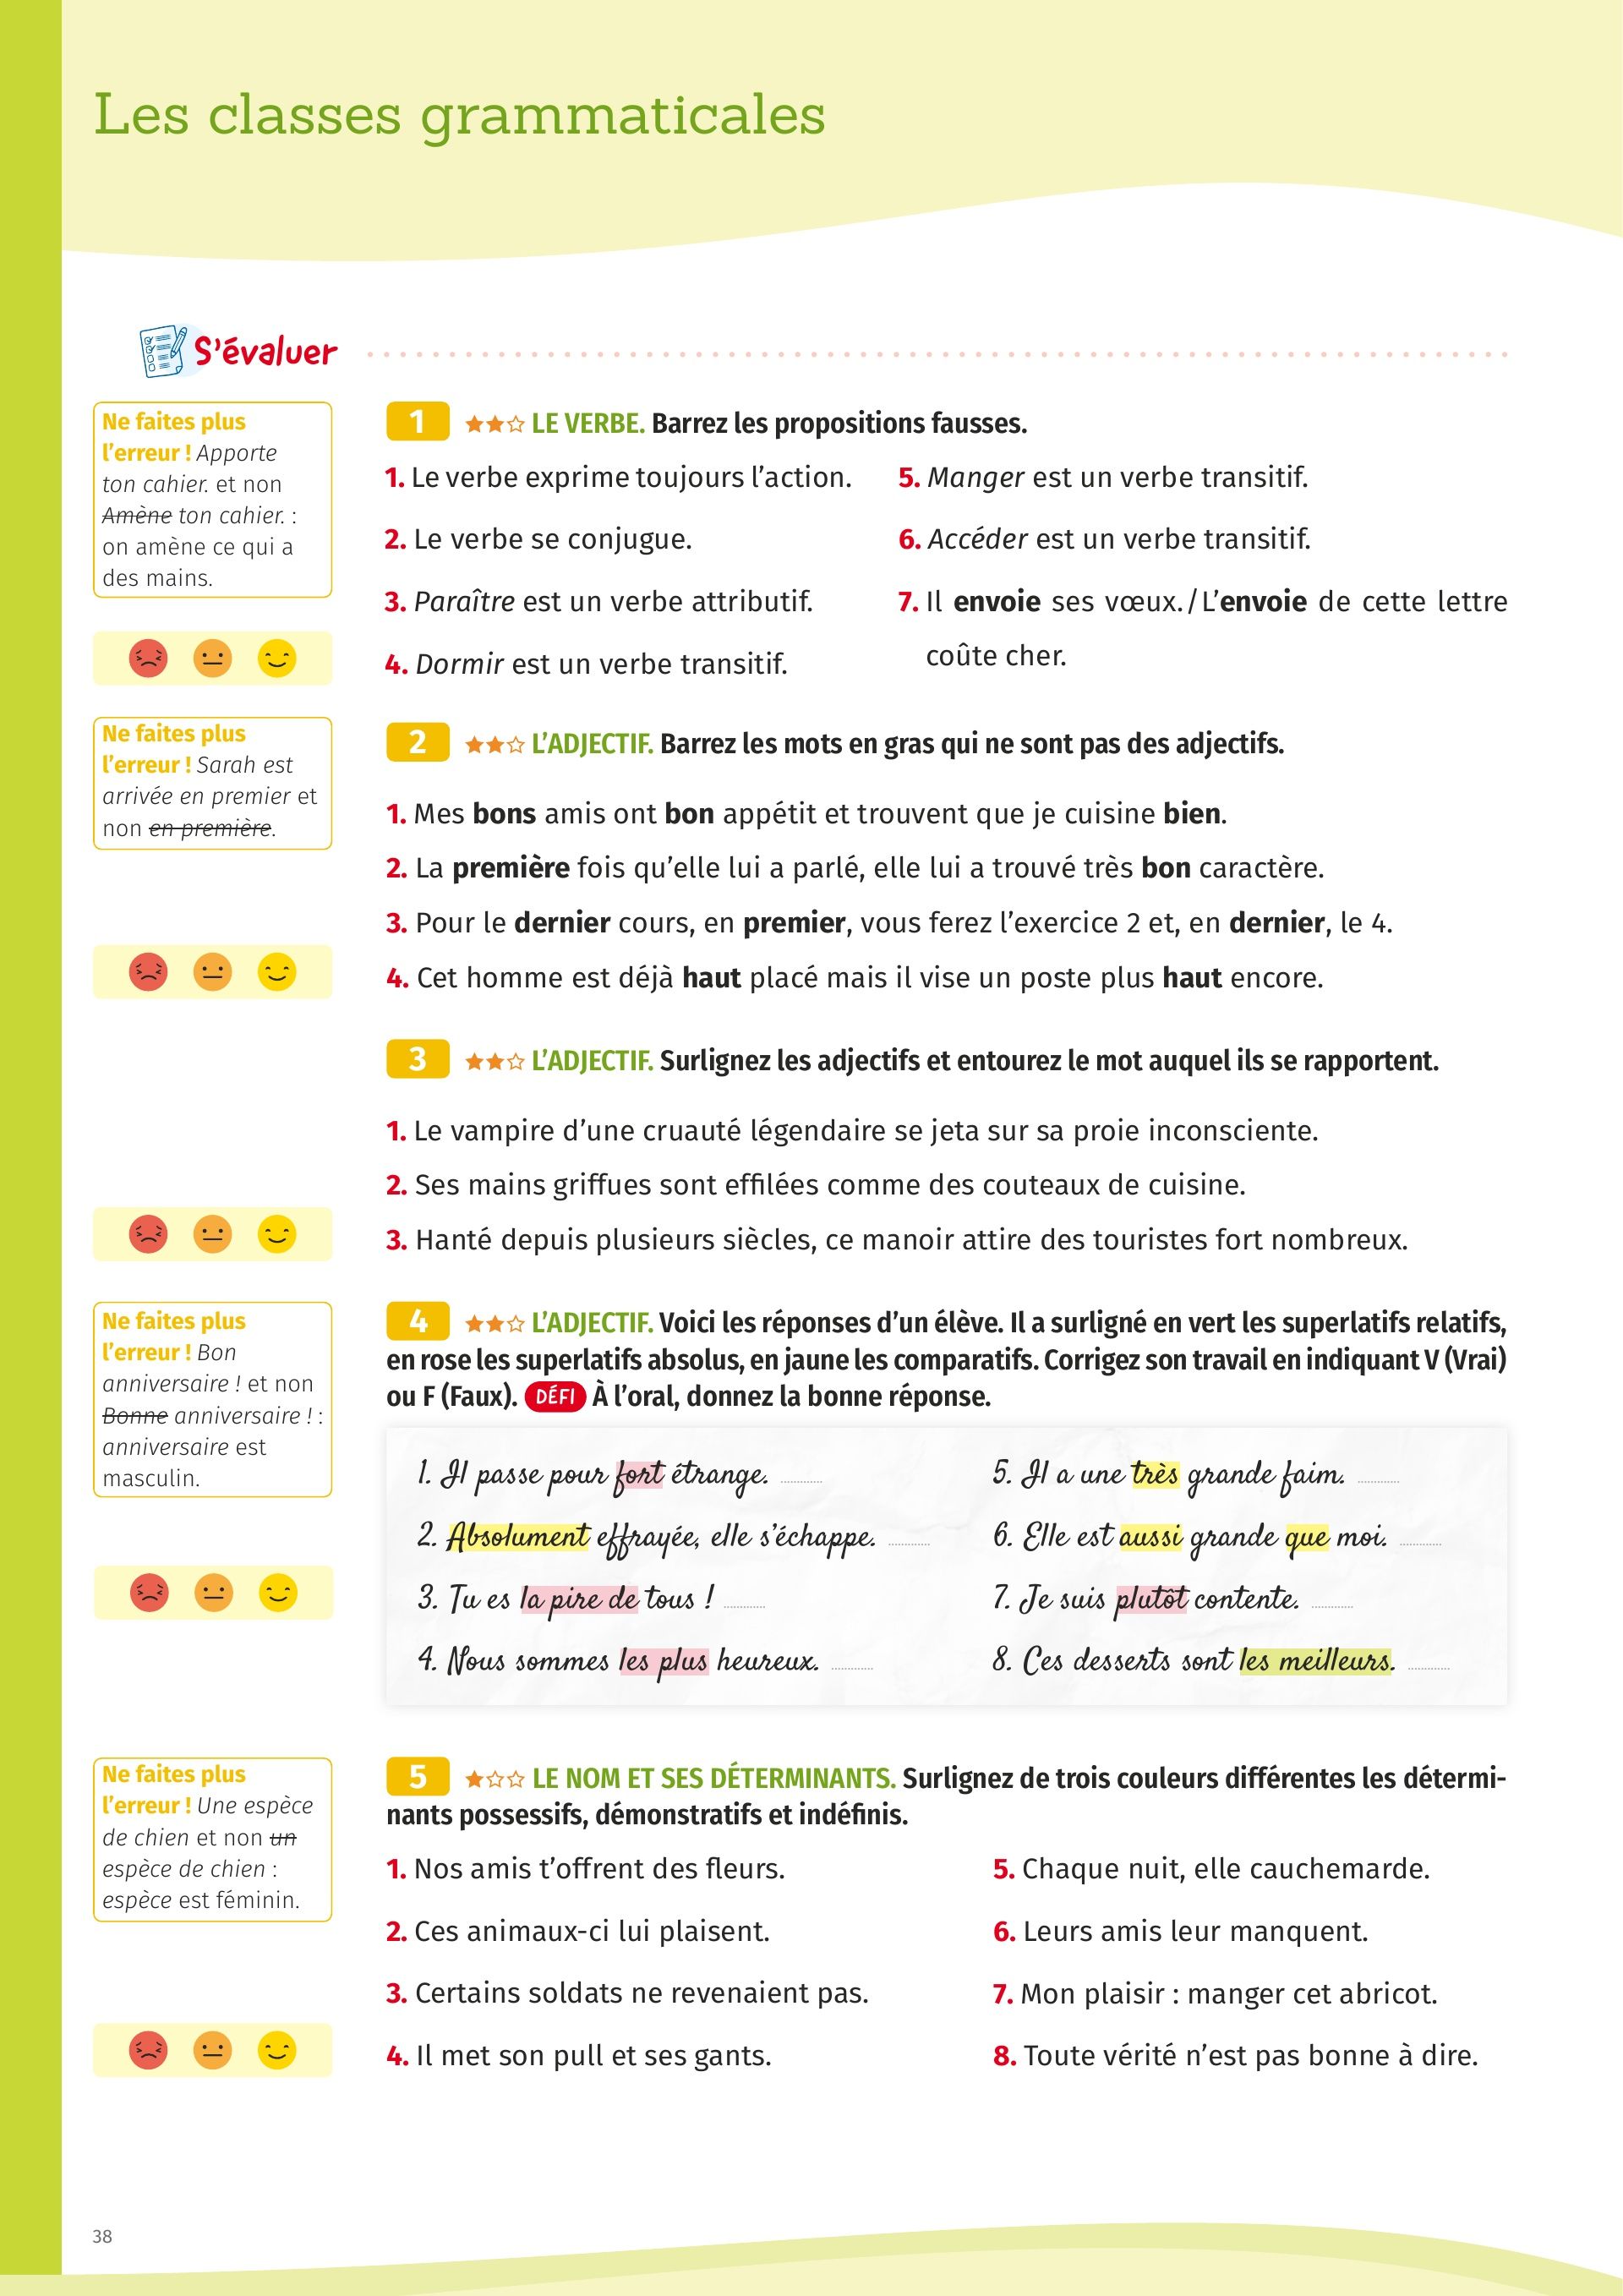 Les classes grammaticales
S'évaluer
Ne faites plus
l'erreur ! Apporte
ton cahier. et non
Amène ton cahier. :
on amène ce qui a
des mains.
1 LE VERBE. Barrez les propositions fausses.
1. Le verbe exprime toujours l'action.
2. Le verbe se conjugue.
3. Paraître est un verbe attributif.
4. Dormir est un verbe transitif.
5. Manger est un verbe transitif.
6. Accéder est un verbe transitif.
7. Il envoie ses vœux. / L'envoie de cette lettre
coûte cher.
Ne faites plus
l'erreur ! Sarah est
arrivée en premier et
non en première.
2 L'ADJECTIF. Barrez les mots en gras qui ne sont pas des adjectifs.
1. Mes bons amis ont bon appétit et trouvent que je cuisine bien.
2. La première fois qu'elle lui a parlé, elle lui a trouvé très bon caractère.
3. Pour le dernier cours, en premier, vous ferez l'exercice 2 et, en dernier, le 4.
4. Cet homme est déjà haut placé mais il vise un poste plus haut encore.
3 L'ADJECTIF. Surlignez les adjectifs et entourez le mot auquel ils se rapportent.
1. Le vampire d'une cruauté légendaire se jeta sur sa proie inconsciente.
2. Ses mains griffues sont effilées comme des couteaux de cuisine.
3. Hanté depuis plusieurs siècles, ce manoir attire des touristes fort nombreux.
Ne faites plus
l'erreur ! Bon
anniversaire ! et non
Bonne anniversaire ! :
anniversaire est
masculin.
4 L'ADJECTIF. Voici les réponses d'un élève. Il a surligné en vert les superlatifs relatifs,
en rose les superlatifs absolus, en jaune les comparatifs. Corrigez son travail en indiquant V (Vrai)
ou F (Faux). DÉFI À l'oral, donnez la bonne réponse.
1. Il passe pour fort étrange. ............
2. Absolument effrayée, elle s'échappe. ............
3. Tu es la pire de tous ! ............
4. Nous sommes les plus heureux. ............
5. Il a une très grande faim. ............
6. Elle est aussi grande que moi. ............
7. Je suis plutôt contente. ............
8. Ces desserts sont les meilleurs. ............
Ne faites plus
l'erreur ! Une espèce
de chien et non un
espèce de chien :
espèce est féminin.
5 LE NOM ET SES DÉTERMINANTS. Surlignez de trois couleurs différentes les détermi-
nants possessifs, démonstratifs et indéfinis.
1. Nos amis t'offrent des fleurs.
2. Ces animaux-ci lui plaisent.
3. Certains soldats ne revenaient pas.
4. Il met son pull et ses gants.
5. Chaque nuit, elle cauchemarde.
6. Leurs amis leur manquent.
7. Mon plaisir : manger cet abricot.
8. Toute vérité n'est pas bonne à dire.
38